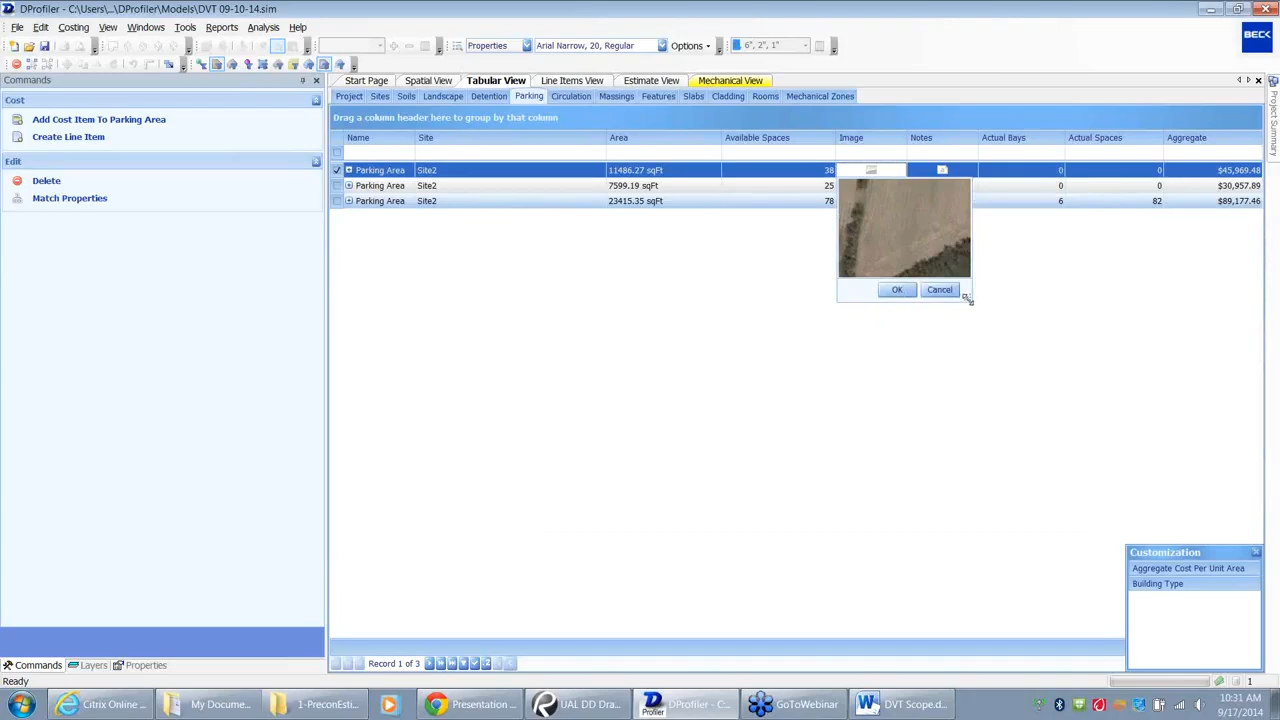 DProfiler - C:\Users\...\DProfiler\Models\DVT 09-10-14.sim
File Edit Costing View Windows Tools Reports Analysis Help
Properties Arial Narrow, 20, Regular Options 6", 2", 1"
BECK
Commands
Start Page Spatial View Tabular View Line Items View Estimate View Mechanical View
Cost
Project Sites Soils Landscape Detention Parking Circulation Massings Features Slabs Cladding Rooms Mechanical Zones
Project Summary
Add Cost Item To Parking Area
Create Line Item
Drag a column header here to group by that column
Name Site Area Available Spaces Image Notes Actual Bays Actual Spaces Aggregate
Edit
Delete
Match Properties
Parking Area Site2 11486.27 sqFt 38 0 0 $45,969.48
Parking Area Site2 7599.19 sqFt 25 0 0 $30,957.89
Parking Area Site2 23415.35 sqFt 78 6 82 $89,177.46
OK Cancel
Customization
Aggregate Cost Per Unit Area
Building Type
Commands Layers Properties
Record 1 of 3
Ready
1
Citrix Online ... My Docume... 1-PreconEsti... Presentation ... UAL DD Dra... DProfiler - C:... GoToWebinar DVT Scope.d...
Profiler
10:31 AM
9/17/2014